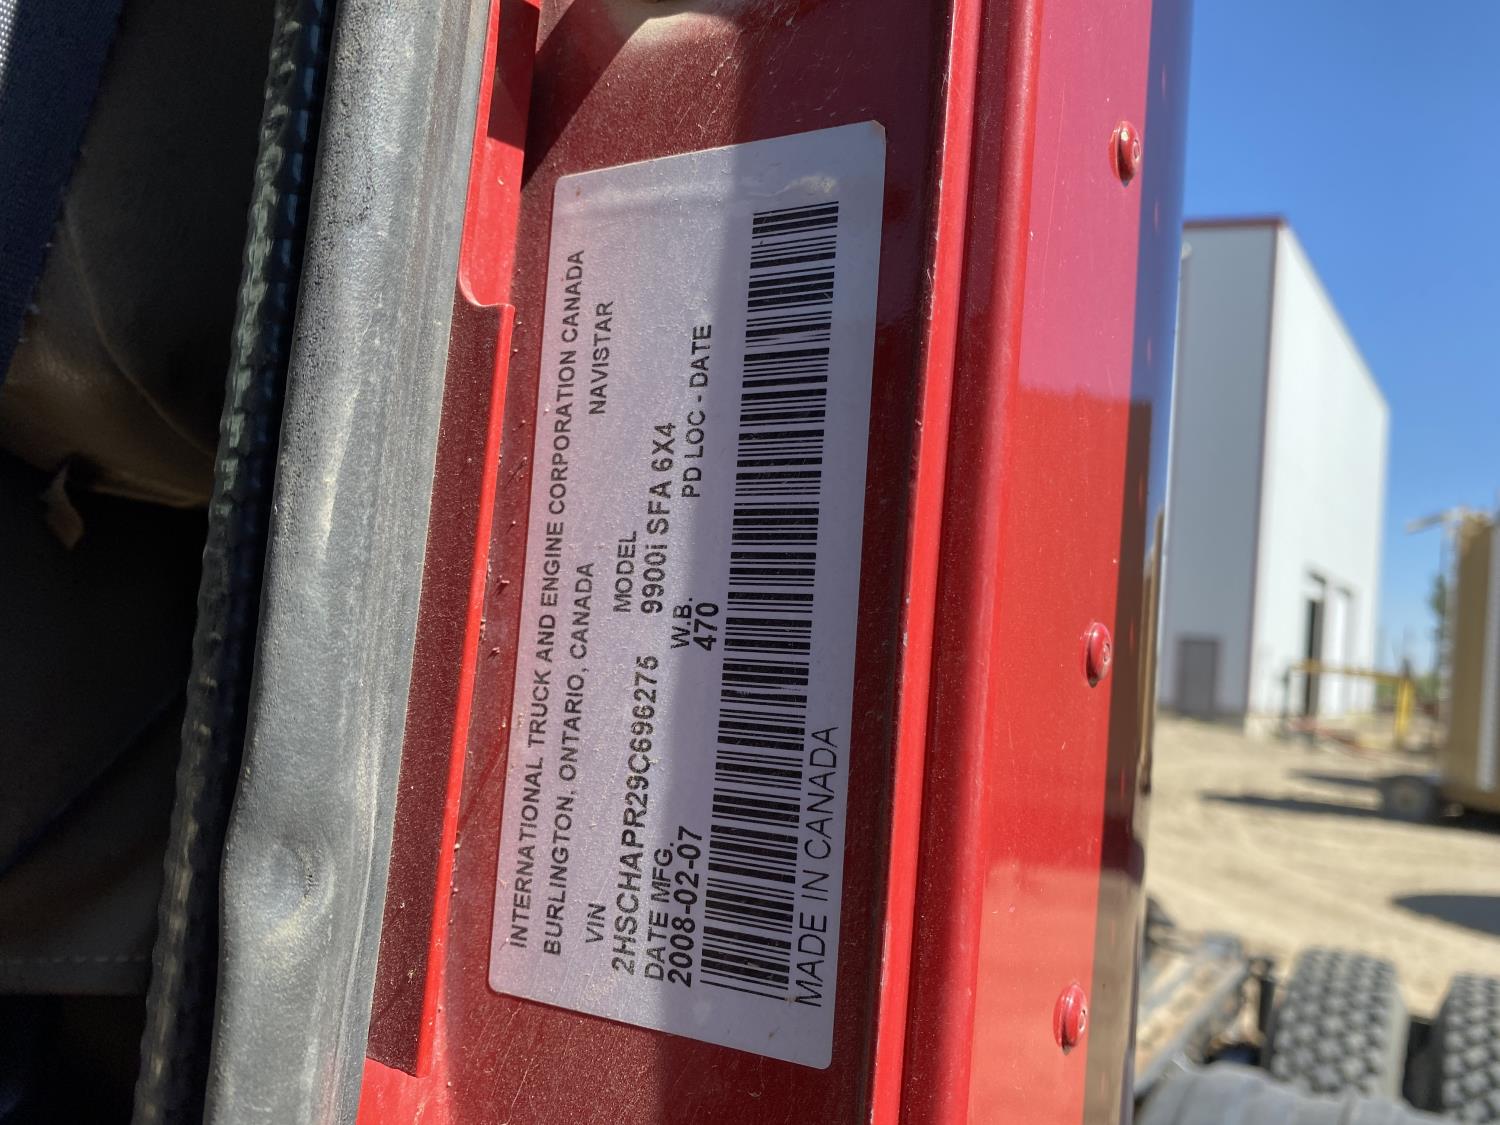 INTERNATIONAL TRUCK AND ENGINE CORPORATION CANADA
BURLINGTON, ONTARIO, CANADA NAVISTAR
VIN MODEL
2HSCHAPR29C696275 9900i SFA 6X4
DATE MFG. W.B. PD LOC - DATE
2008-02-07 470
MADE IN CANADA